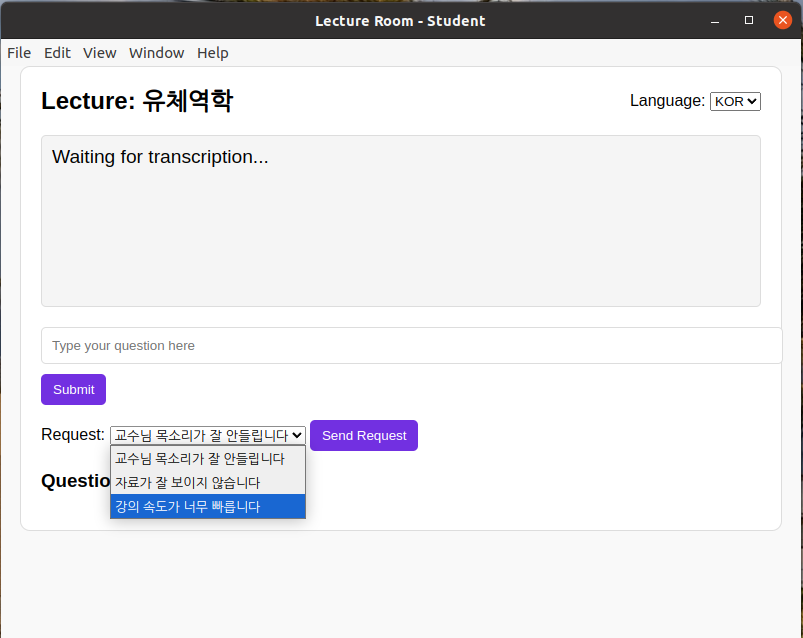 Lecture Room - Student
File Edit View Window Help
Lecture: 유체역학
Language: KOR
Waiting for transcription...
Type your question here
Submit
Request: 교수님 목소리가 잘 안들립니다 Send Request
교수님 목소리가 잘 안들립니다
자료가 잘 보이지 않습니다
강의 속도가 너무 빠릅니다
Questio